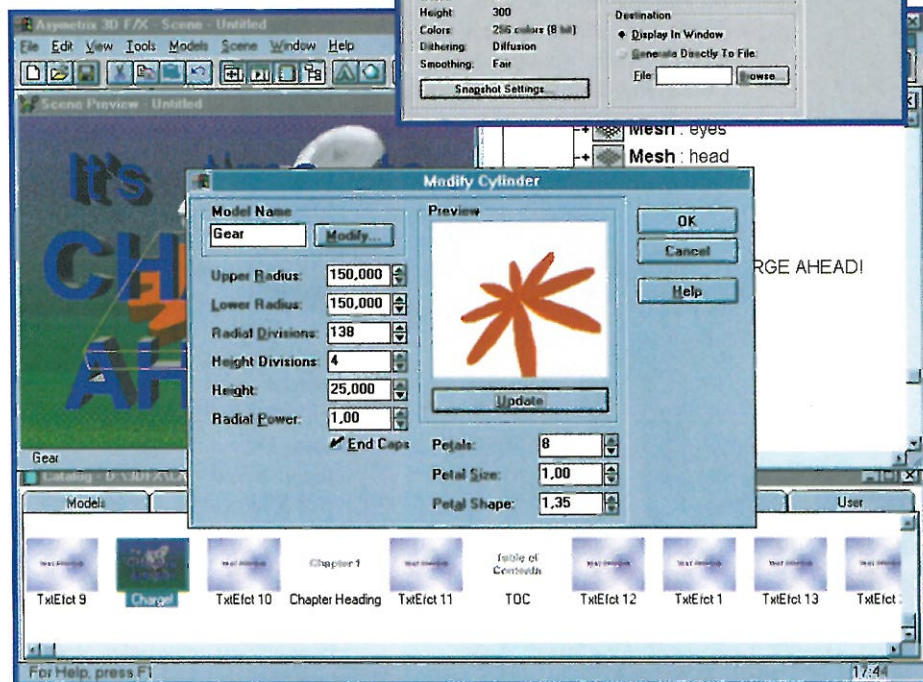 Asymetrix 3D F/X - Scene - Untitled
Height: 300
Colors: 256 colors (8 bit)
Dithering: Diffusion
Smoothing: Fair
Snapshot Settings...
Destination
Display In Window
Generate Directly To File:
File: Browse...
File Edit View Tools Models Scene Window Help
Scene Preview - Untitled
Mesh : eyes
Mesh : head
It's time to
CH
AH
RGE AHEAD!
Modify Cylinder
Model Name
Gear Modify...
Upper Radius: 150,000
Lower Radius: 150,000
Radial Divisions: 138
Height Divisions: 4
Height: 25,000
Radial Power: 1,00
End Caps
Preview
Update
Petals: 8
Petal Size: 1,00
Petal Shape: 1,35
OK
Cancel
Help
Gear
Models User
Chapter 1
Table of
Contents
TxtEfct 9 Charge! TxtEfct 10 Chapter Heading TxtEfct 11 TOC TxtEfct 12 TxtEfct 1 TxtEfct 13 TxtEfct
For Help, press F1 17:44